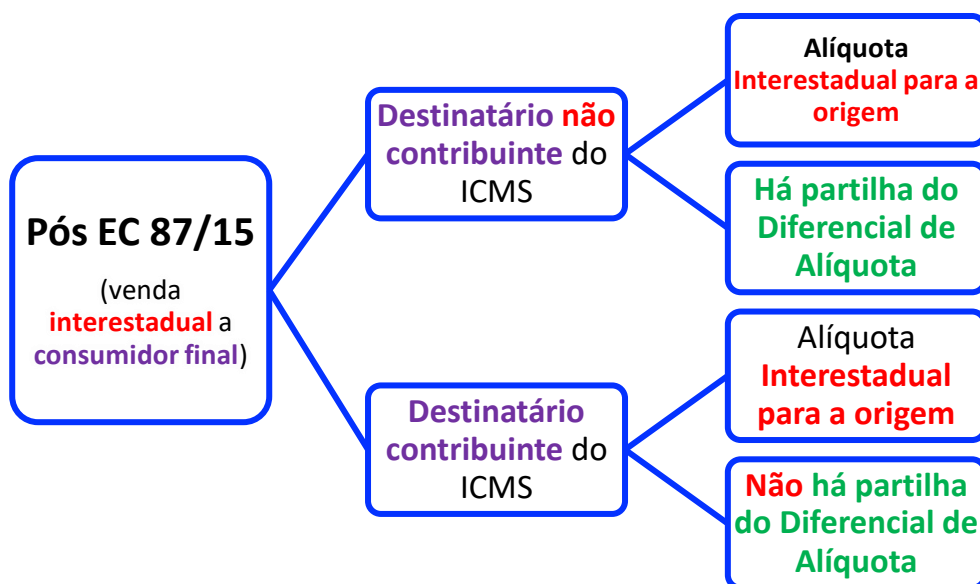 Pós EC 87/15
(venda
interestadual a
consumidor final)
Destinatário não
contribuinte do
ICMS
Alíquota
Interestadual para a
origem
Há partilha do
Diferencial de
Alíquota
Destinatário
contribuinte do
ICMS
Alíquota
Interestadual
para a origem
Não há partilha
do Diferencial de
Alíquota